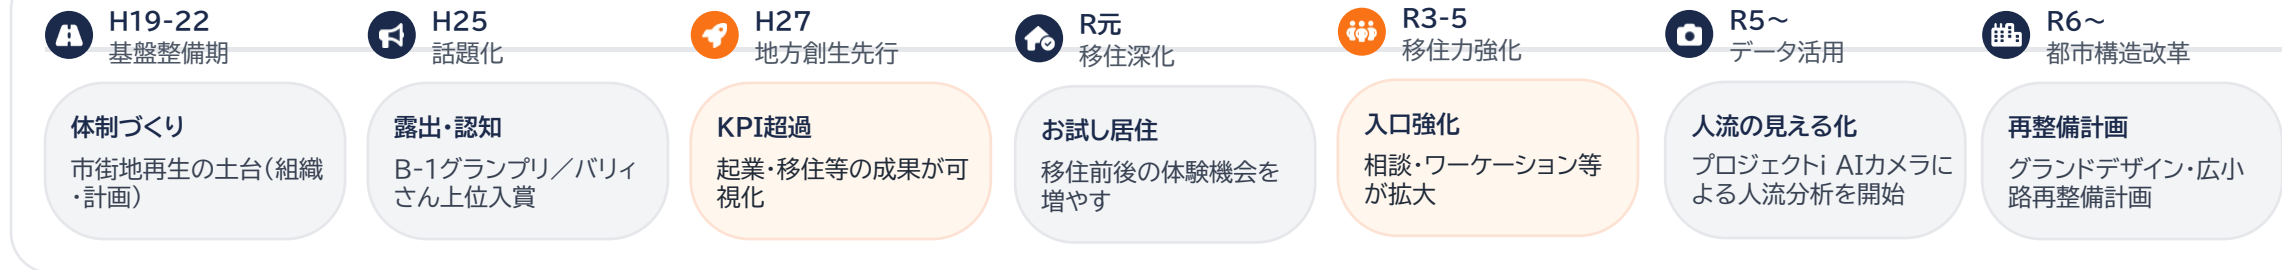 H19-22
基盤整備期
体制づくり
市街地再生の土台（組織
・計画）
H25
話題化
露出・認知
B-1グランプリ／バリィ
さん上位入賞
H27
地方創生先行
KPI超過
起業・移住等の成果が可
視化
R元
移住深化
お試し居住
移住前後の体験機会を
増やす
R3-5
移住力強化
入口強化
相談・ワーケーション等
が拡大
R5～
データ活用
人流の見える化
プロジェクトi AIカメラに
よる人流分析を開始
R6～
都市構造改革
再整備計画
グランドデザイン・広小
路再整備計画